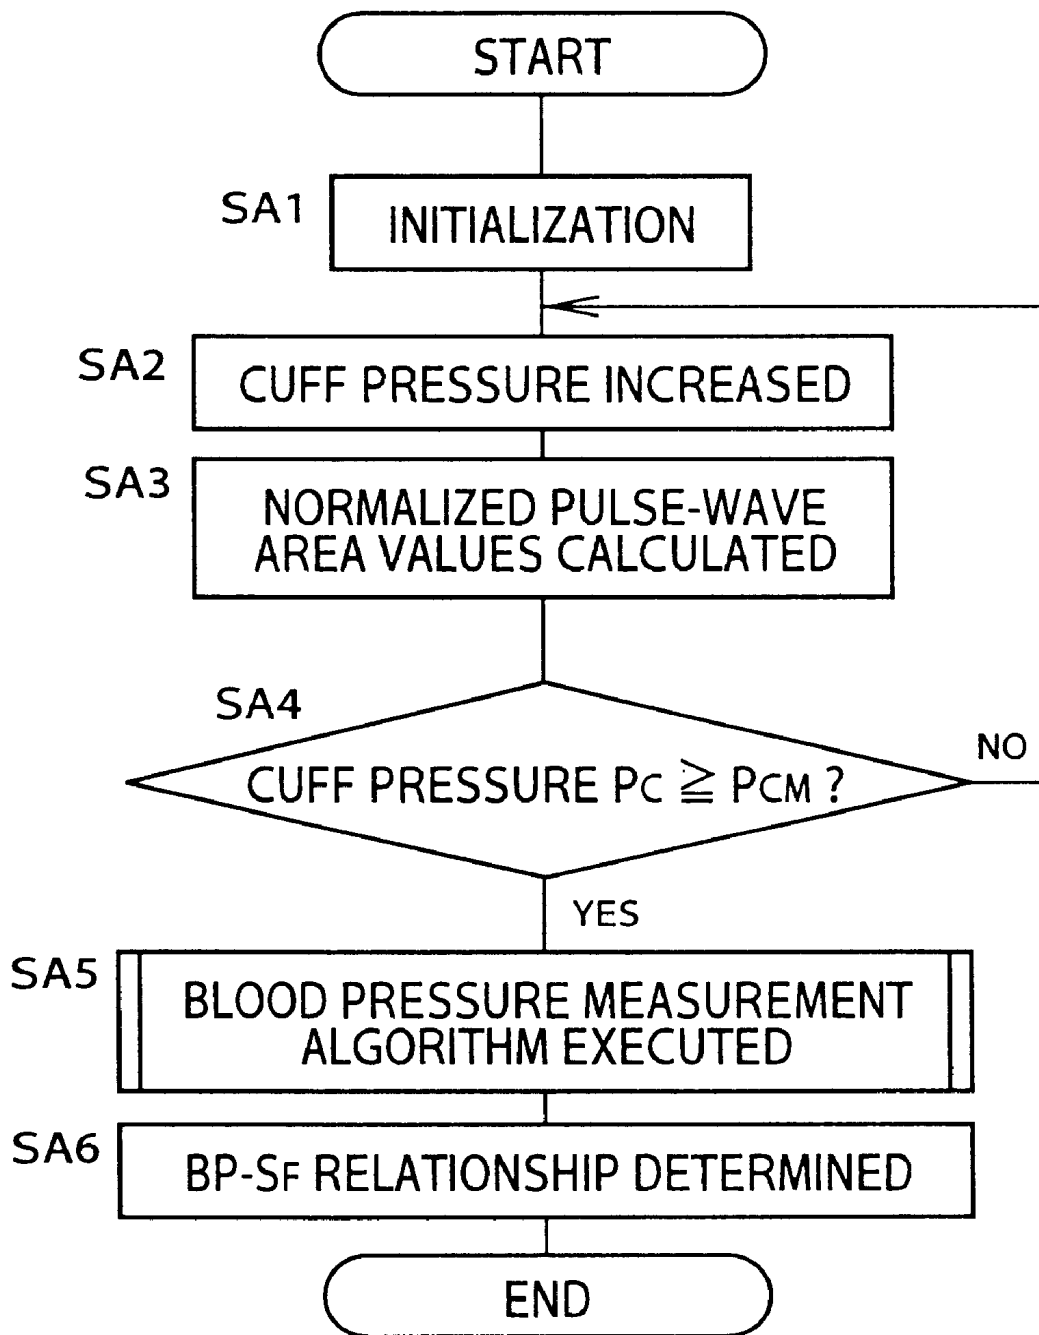 START
SA1
INITIALIZATION
SA2
CUFF PRESSURE INCREASED
SA3
NORMALIZED PULSE-WAVE
AREA VALUES CALCULATED
SA4
CUFF PRESSURE PC ≧ PCM ?
NO
YES
SA5
BLOOD PRESSURE MEASUREMENT
ALGORITHM EXECUTED
SA6
BP-SF RELATIONSHIP DETERMINED
END